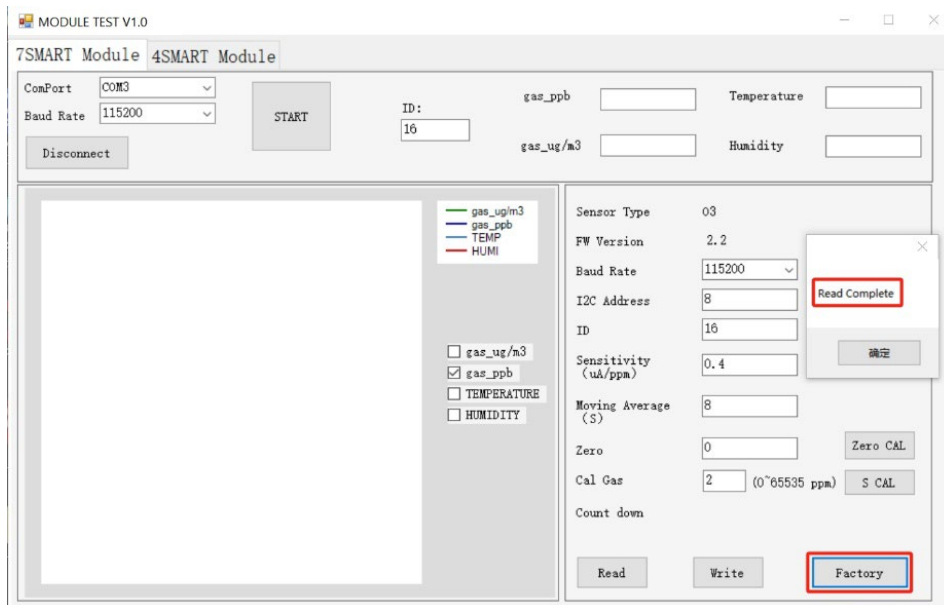 MODULE TEST V1.0
7SMART Module 4SMART Module
ComPort COM3
Baud Rate 115200
Disconnect
START
ID:
16
gas_ppb
gas_ug/m3
Temperature
Humidity
gas_ug/m3
gas_ppb
TEMP
HUMI
gas_ug/m3
gas_ppb
TEMPERATURE
HUMIDITY
Sensor Type o3
FW Version 2.2
Baud Rate 115200
I2C Address 8
ID 16
Sensitivity
(uA/ppm) 0.4
Moving Average
(S) 8
Zero 0 Zero CAL
Cal Gas 2 (0~65535 ppm) S CAL
Count down
Read Write Factory
Read Complete
确定